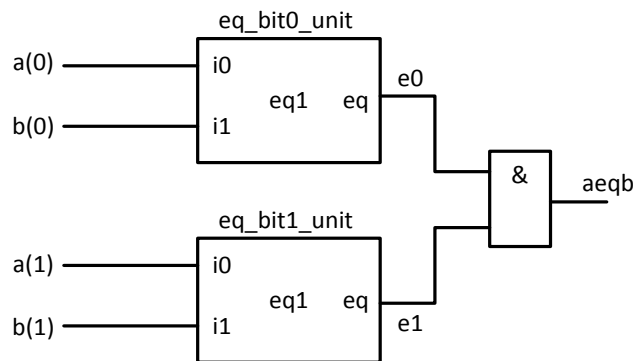 eq_bit0_unit
a(0)
i0
e0
eq1
eq
b(0)
i1
&
aeqb
eq_bit1_unit
a(1)
i0
eq1
eq
b(1)
i1
e1